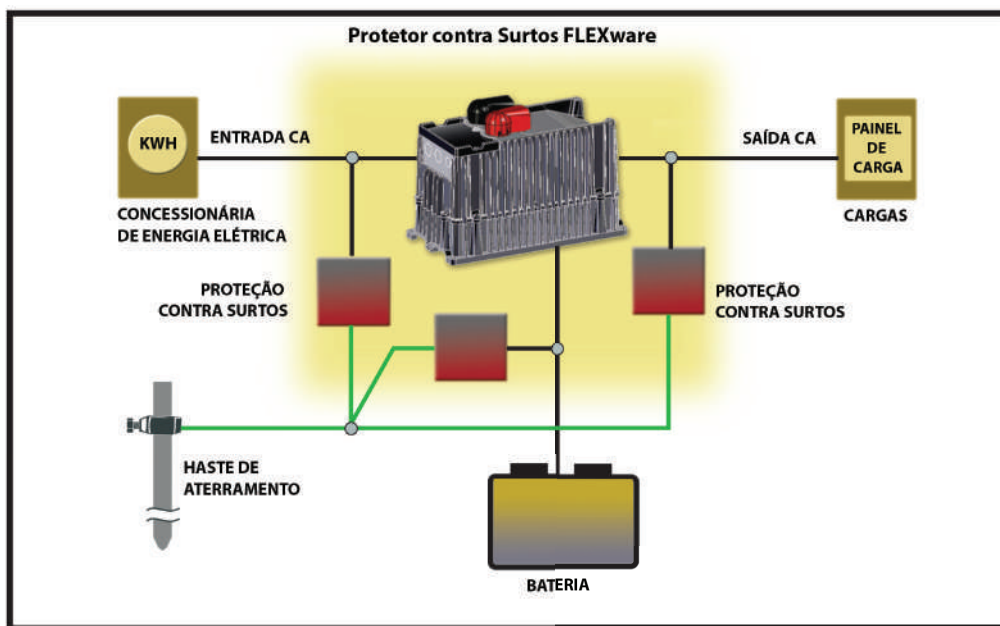 Protetor contra Surtos FLEXware
KWH
ENTRADA CA
SAÍDA CA
PAINEL
DE
CARGA
CONCESSIONÁRIA
DE ENERGIA ELÉTRICA
CARGAS
PROTEÇÃO
CONTRA SURTOS
PROTEÇÃO
CONTRA SURTOS
HASTE DE
ATERRAMENTO
BATERIA